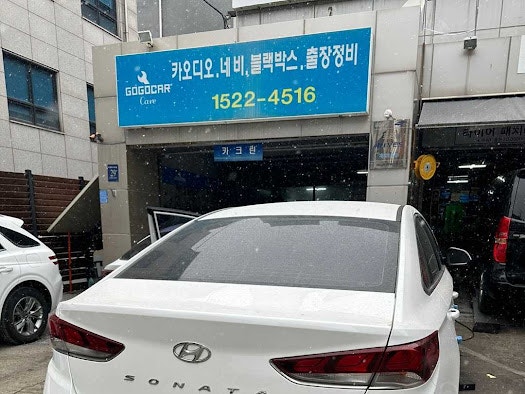 카오디오, 네비, 블랙박스, 출장정비
GOGOCAR
Care
1522-4516
카크린
SONATA